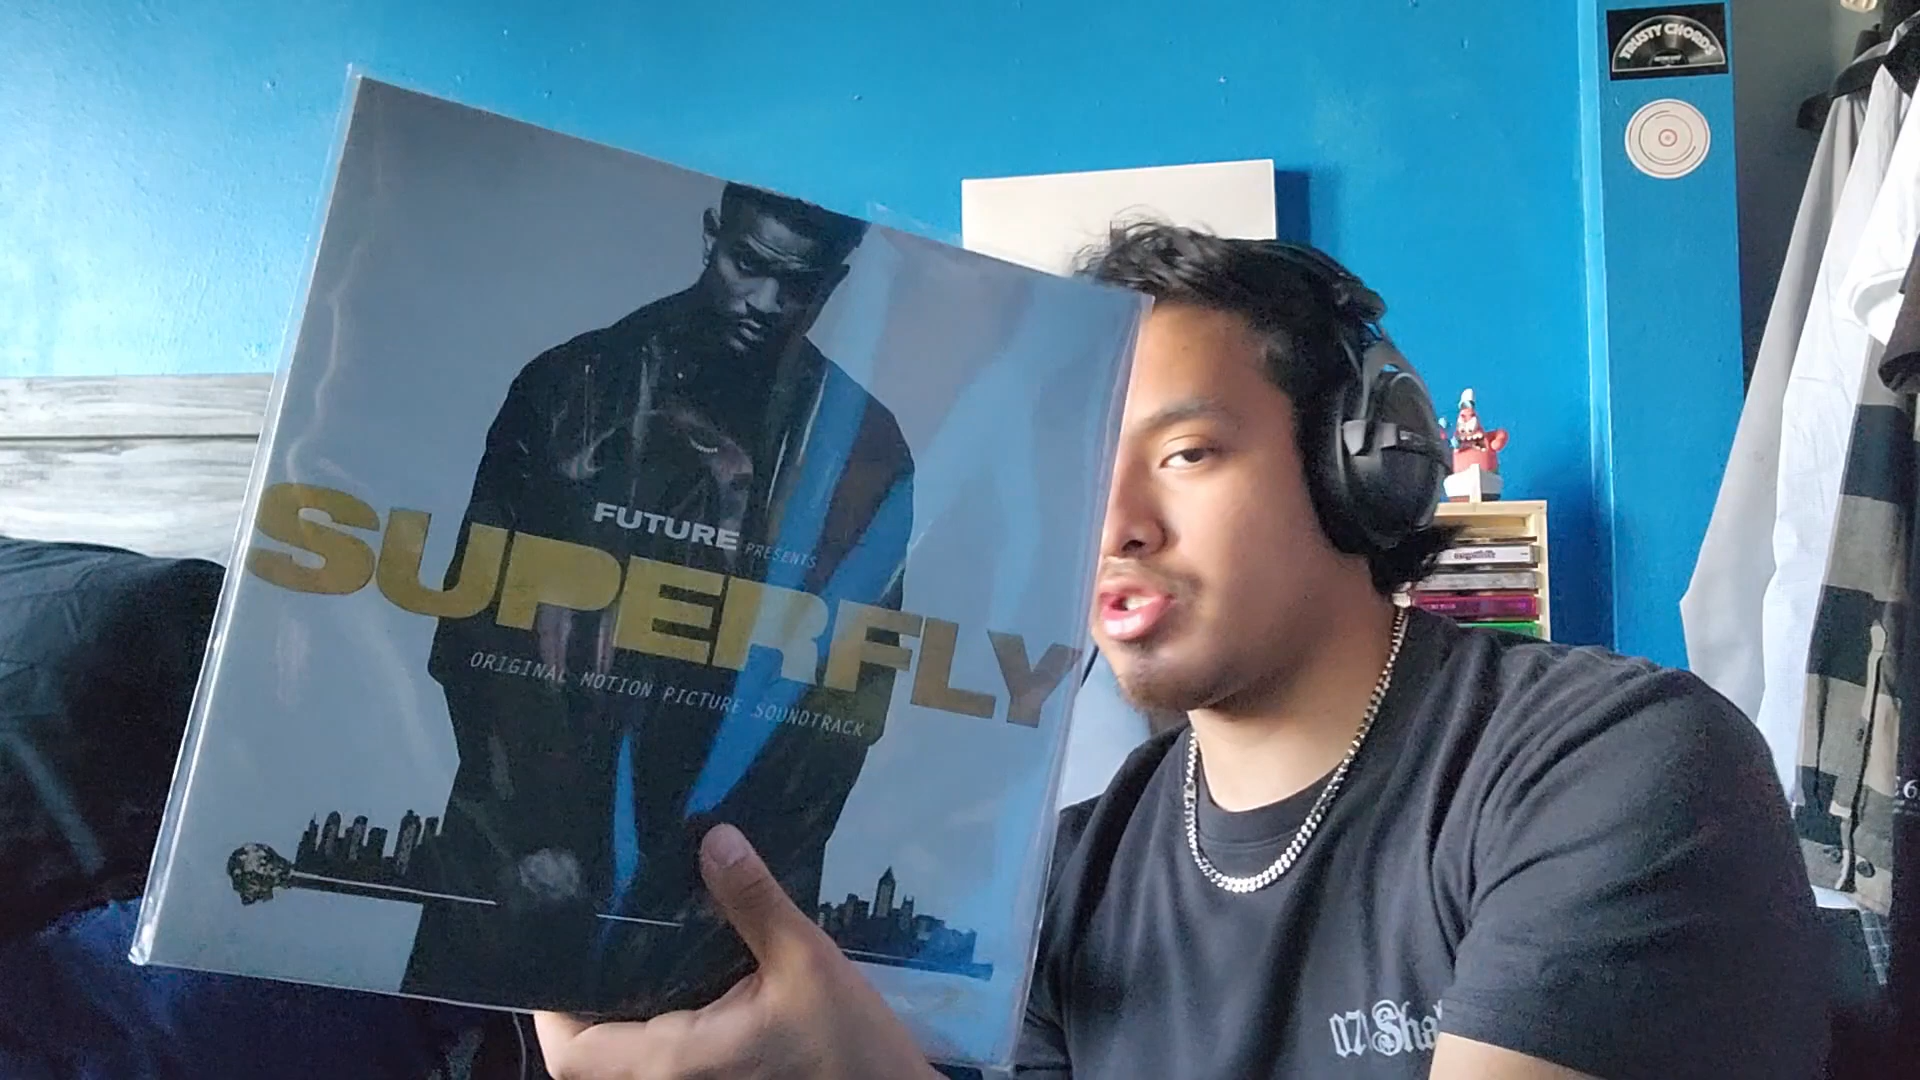 TRUSTY CHORDS
FUTURE PRESENTS
SUPERFLY
ORIGINAL MOTION PICTURE SOUNDTRACK